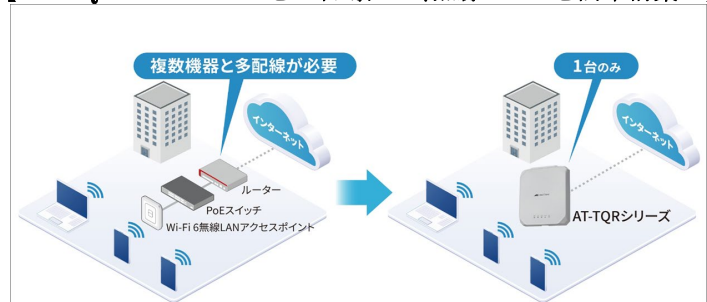 複数機器と多配線が必要
インターネット
ルーター
PoEスイッチ
Wi-Fi 6無線LANアクセスポイント
1台のみ
インターネット
AT-TQRシリーズ